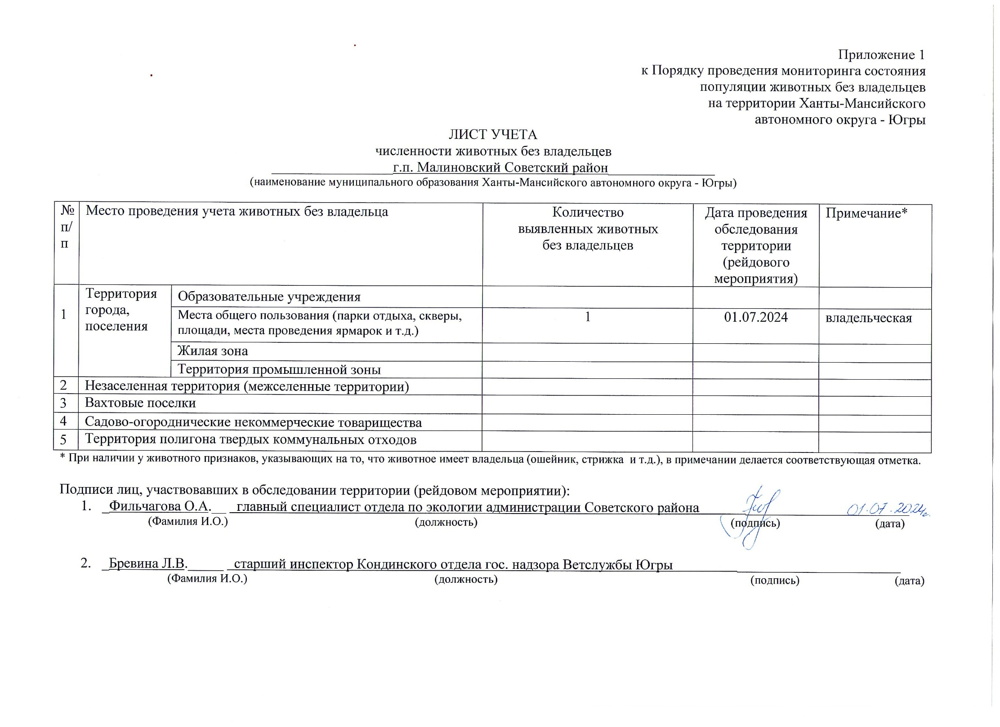 Приложение 1
к Порядку проведения мониторинга состояния
популяции животных без владельцев
на территории Ханты-Мансийского
автономного округа - Югры
ЛИСТ УЧЕТА
численности животных без владельцев
г.п. Малиновский Советский район
(наименование муниципального образования Ханты-Мансийского автономного округа - Югры)
№ п/п Место проведения учета животных без владельца
Количество
выявленных животных
без владельцев
Дата проведения
обследования
территории
(рейдового
мероприятия)
Примечание*
1
Территория
города,
поселения
Образовательные учреждения
Места общего пользования (парки отдыха, скверы,
площади, места проведения ярмарок и т.д.)
1 01.07.2024 владельческая
Жилая зона
Территория промышленной зоны
2 Незаселенная территория (межселенные территории)
3 Вахтовые поселки
4 Садово-огороднические некоммерческие товарищества
5 Территория полигона твердых коммунальных отходов
* При наличии у животного признаков, указывающих на то, что животное имеет владельца (ошейник, стрижка и т.д.), в примечании делается соответствующая отметка.
Подписи лиц, участвовавших в обследовании территории (рейдовом мероприятии):
1. _Фильчагова О.А.__ _главный специалист отдела по экологии администрации Советского района 01.07.2024г.
(Фамилия И.О.) (должность) (подпись) (дата)
2. _Бревина Л.В._____ _старший инспектор Кондинского отдела гос. надзора Ветслужбы Югры
(Фамилия И.О.) (должность) (подпись) (дата)